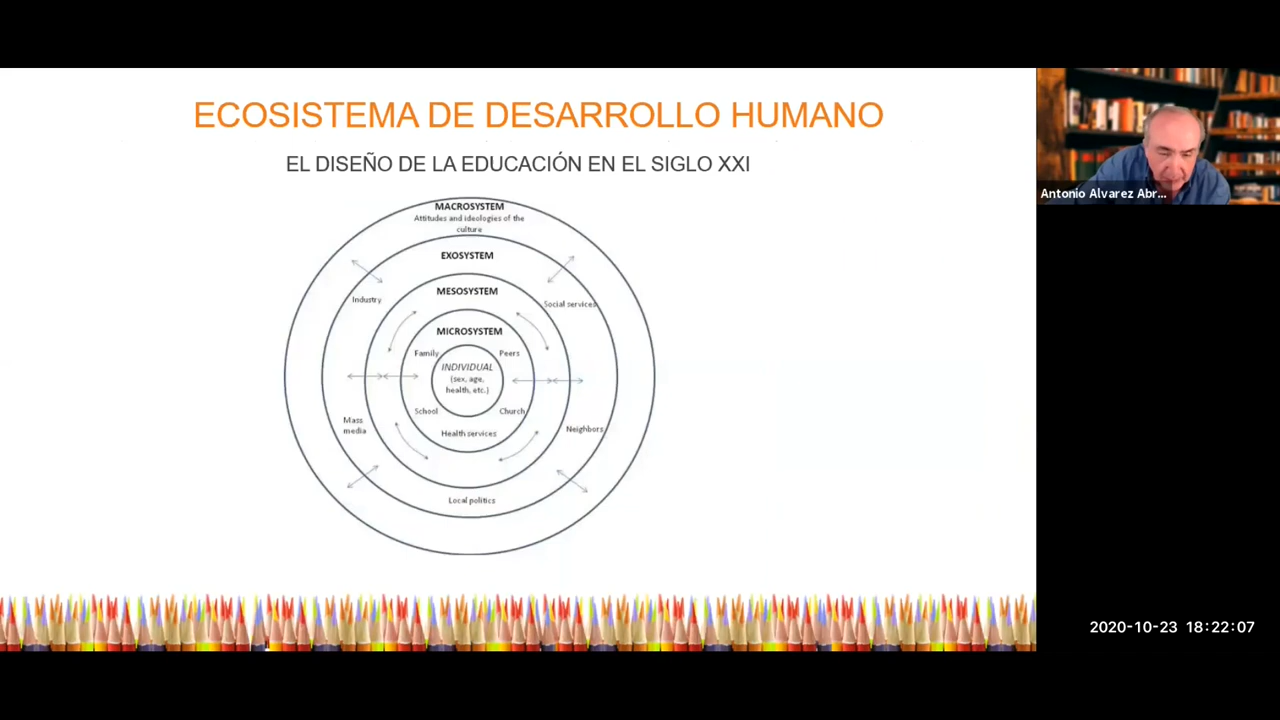 ECOSISTEMA DE DESARROLLO HUMANO
EL DISEÑO DE LA EDUCACIÓN EN EL SIGLO XXI
MACROSYSTEM
Attitudes and ideologies of the
culture
EXOSYSTEM
MESOSYSTEM
Industry
Social services
MICROSYSTEM
Family
Peers
INDIVIDUAL
(sex, age,
health, etc.)
School
Church
Health services
Mass
media
Neighbors
Local politics
Antonio Alvarez Abr...
2020-10-23 18:22:07